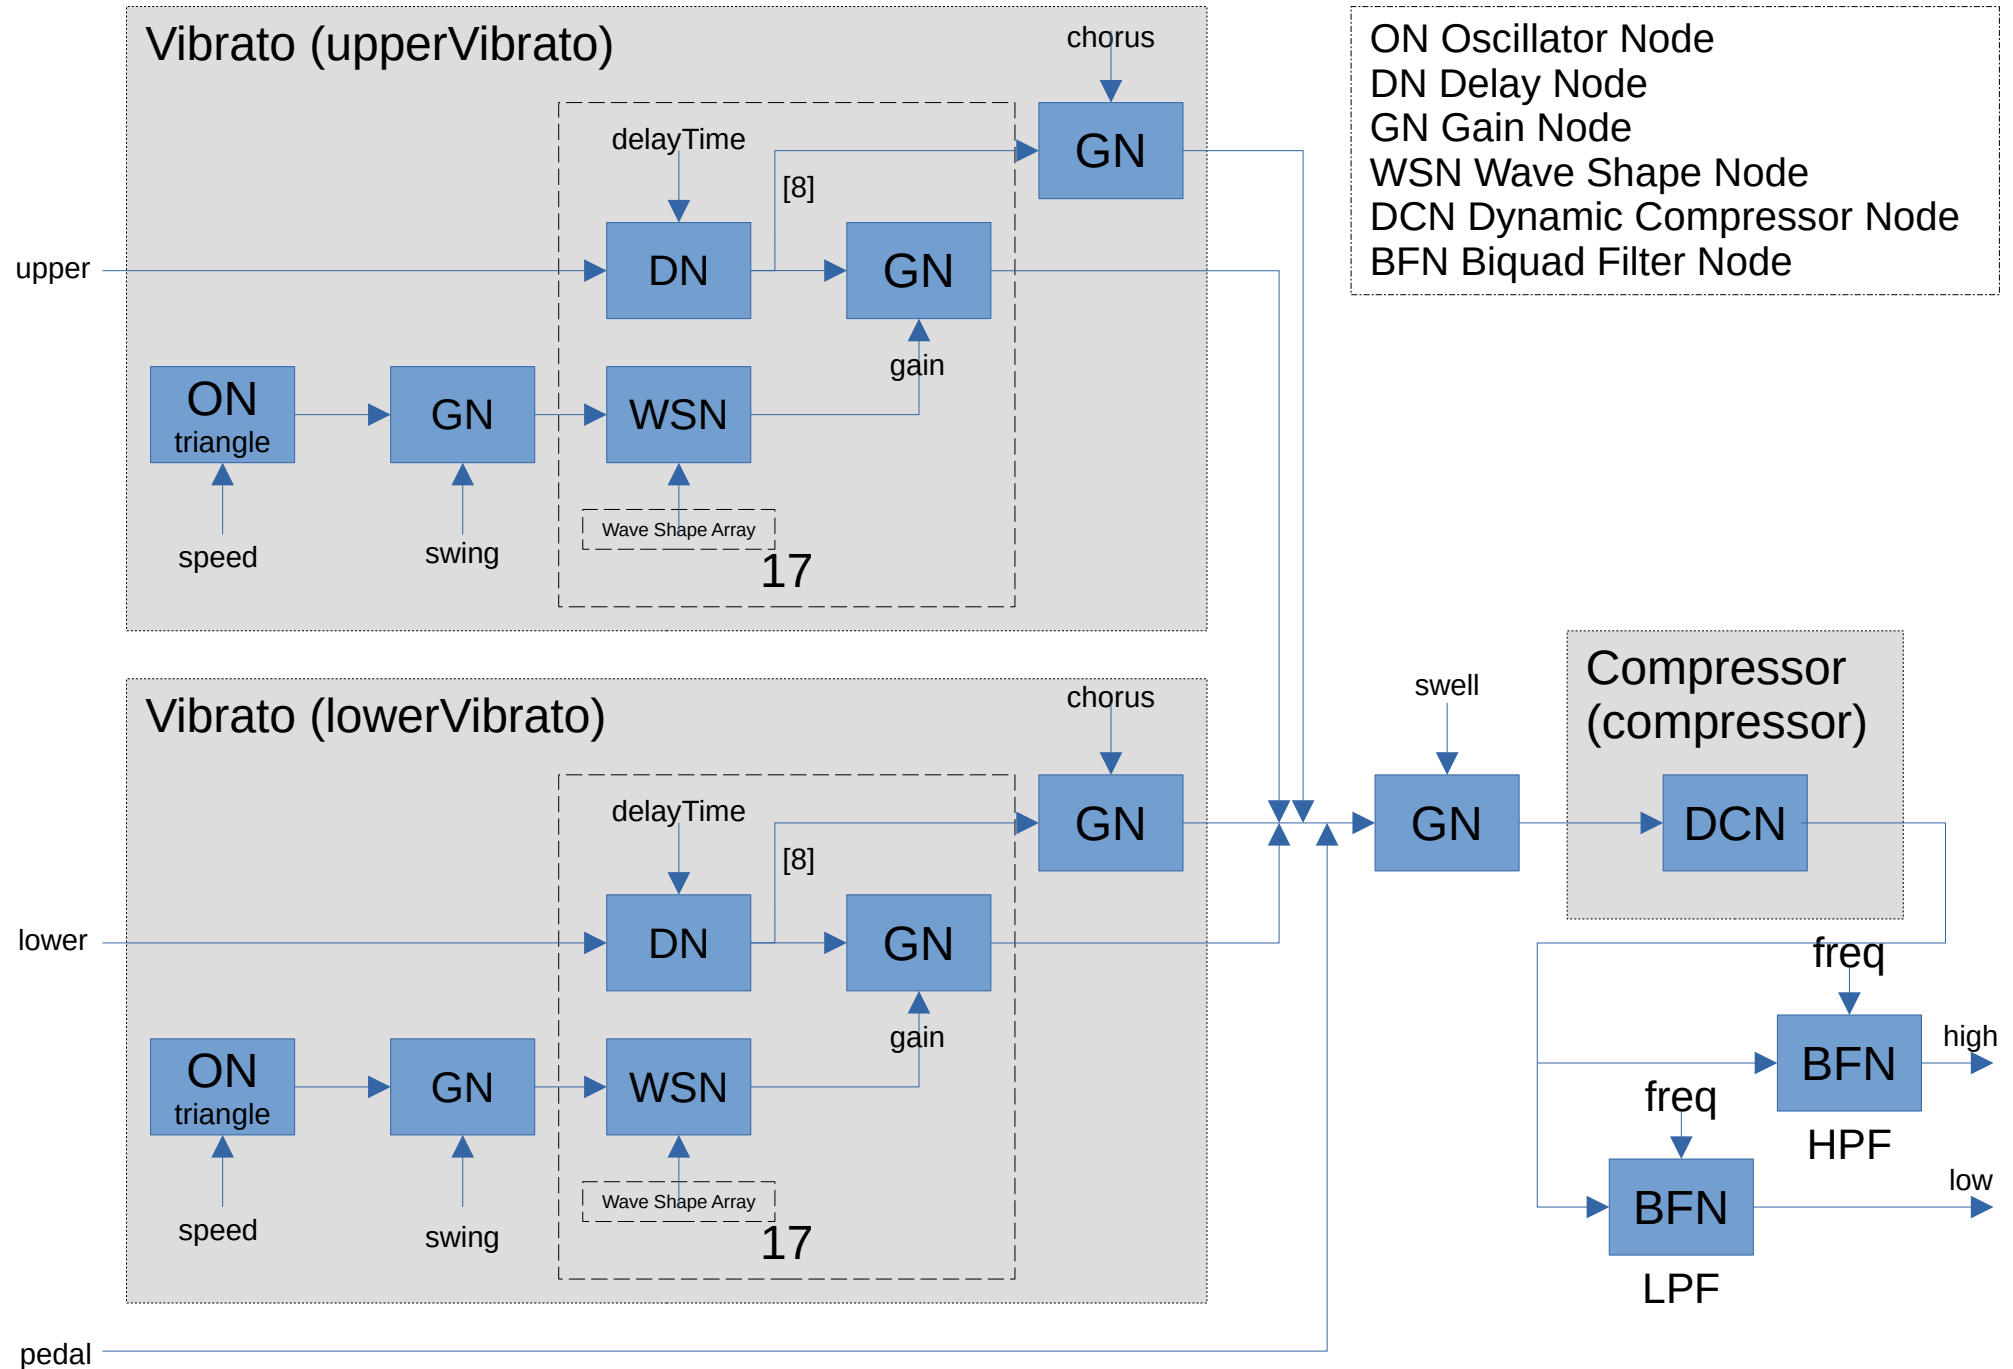 Vibrato (upperVibrato)
chorus
delayTime
GN
[8]
upper
DN
GN
gain
ON
triangle
GN
WSN
Wave Shape Array
speed
swing
17
ON Oscillator Node
DN Delay Node
GN Gain Node
WSN Wave Shape Node
DCN Dynamic Compressor Node
BFN Biquad Filter Node
Vibrato (lowerVibrato)
chorus
delayTime
GN
[8]
lower
DN
GN
gain
ON
triangle
GN
WSN
Wave Shape Array
speed
swing
17
pedal
swell
GN
Compressor
(compressor)
DCN
freq
BFN
high
HPF
freq
BFN
low
LPF